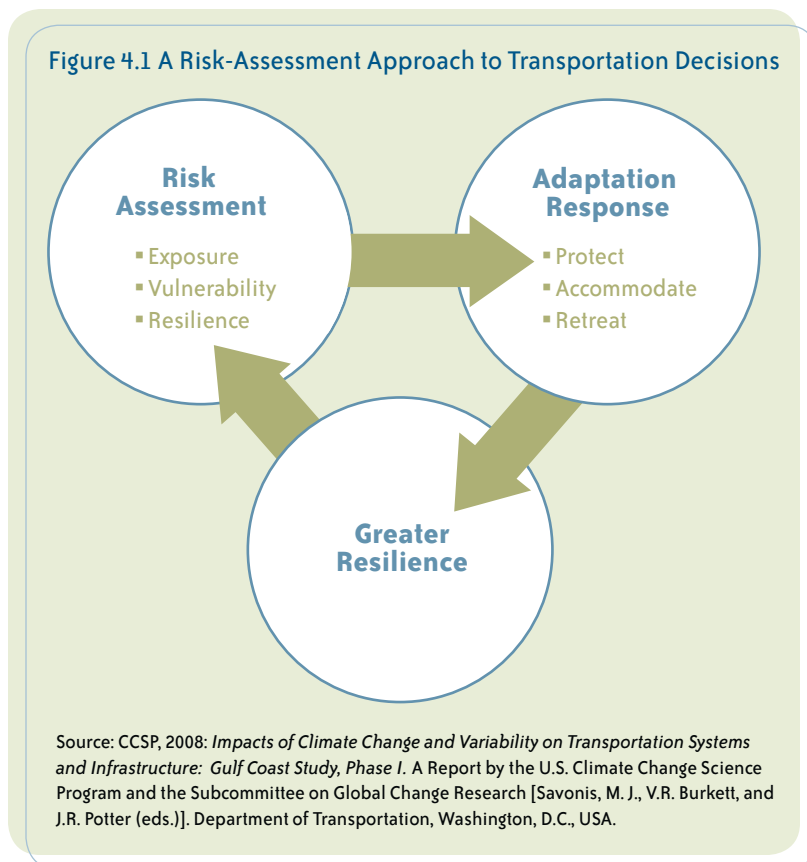 Figure 4.1 A Risk-Assessment Approach to Transportation Decisions
Risk
Assessment
▪ Exposure
▪ Vulnerability
▪ Resilience
Adaptation
Response
▪ Protect
▪ Accommodate
▪ Retreat
Greater
Resilience
Source: CCSP, 2008: Impacts of Climate Change and Variability on Transportation Systems
and Infrastructure: Gulf Coast Study, Phase I. A Report by the U.S. Climate Change Science
Program and the Subcommittee on Global Change Research [Savonis, M. J., V.R. Burkett, and
J.R. Potter (eds.)]. Department of Transportation, Washington, D.C., USA.